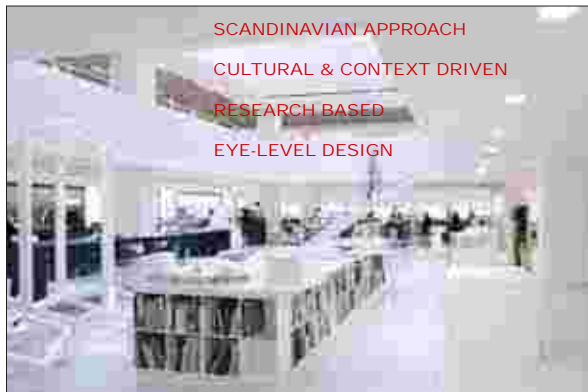 SCANDINAVIAN APPROACH
CULTURAL & CONTEXT DRIVEN
RESEARCH BASED
EYE-LEVEL DESIGN